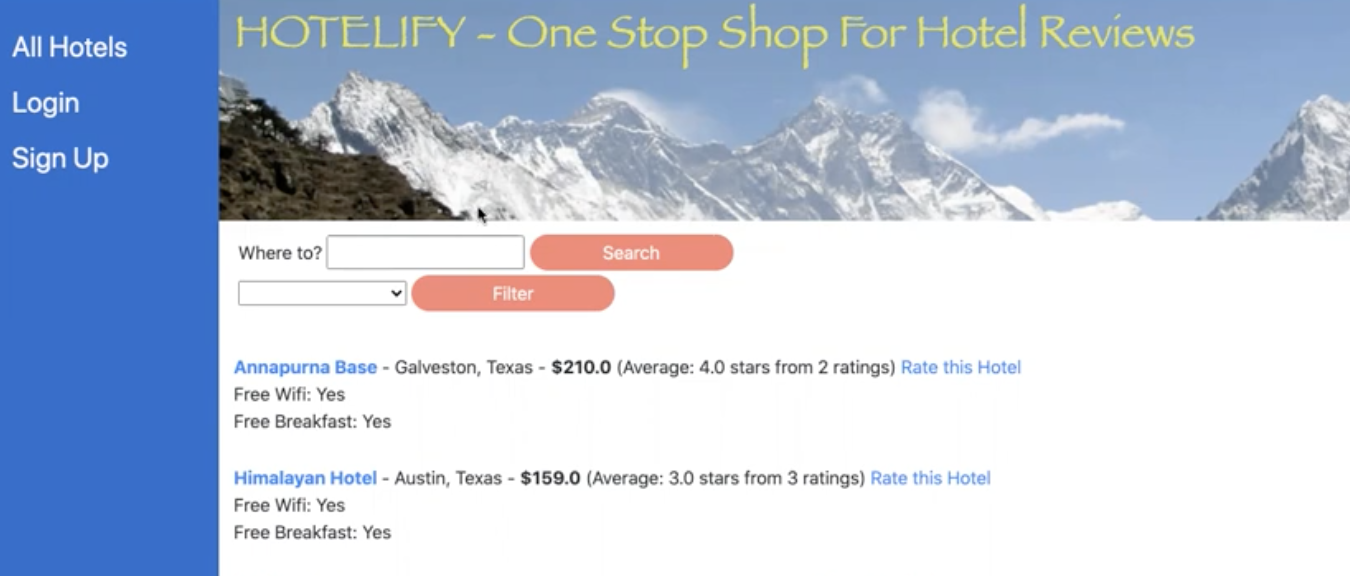 All Hotels
Login
Sign Up
HOTELIFY - One Stop Shop For Hotel Reviews
Where to? Search
Filter
Annapurna Base - Galveston, Texas - $210.0 (Average: 4.0 stars from 2 ratings) Rate this Hotel
Free Wifi: Yes
Free Breakfast: Yes
Himalayan Hotel - Austin, Texas - $159.0 (Average: 3.0 stars from 3 ratings) Rate this Hotel
Free Wifi: Yes
Free Breakfast: Yes